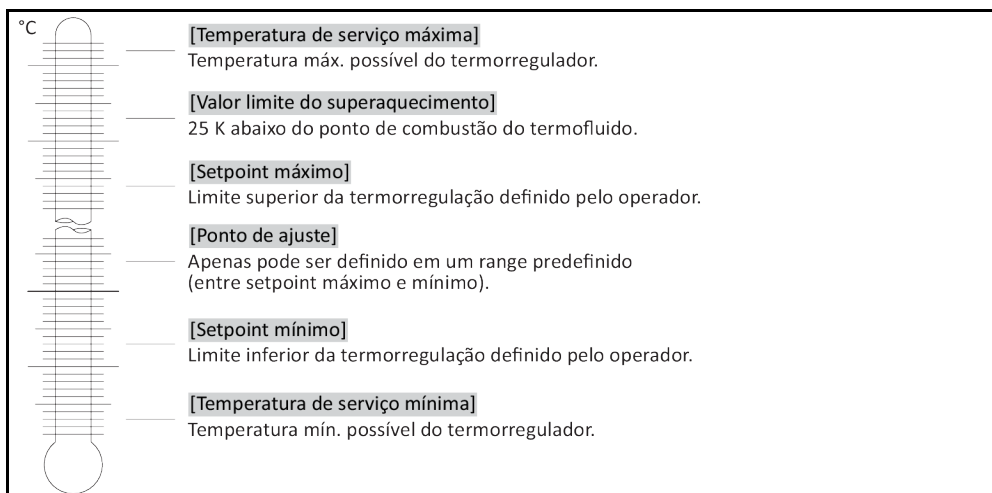 °C
[Temperatura de serviço máxima]
Temperatura máx. possível do termorregulador.
[Valor limite do superaquecimento]
25 K abaixo do ponto de combustão do termofluido.
[Setpoint máximo]
Limite superior da termorregulação definido pelo operador.
[Ponto de ajuste]
Apenas pode ser definido em um range predefinido
(entre setpoint máximo e mínimo).
[Setpoint mínimo]
Limite inferior da termorregulação definido pelo operador.
[Temperatura de serviço mínima]
Temperatura mín. possível do termorregulador.